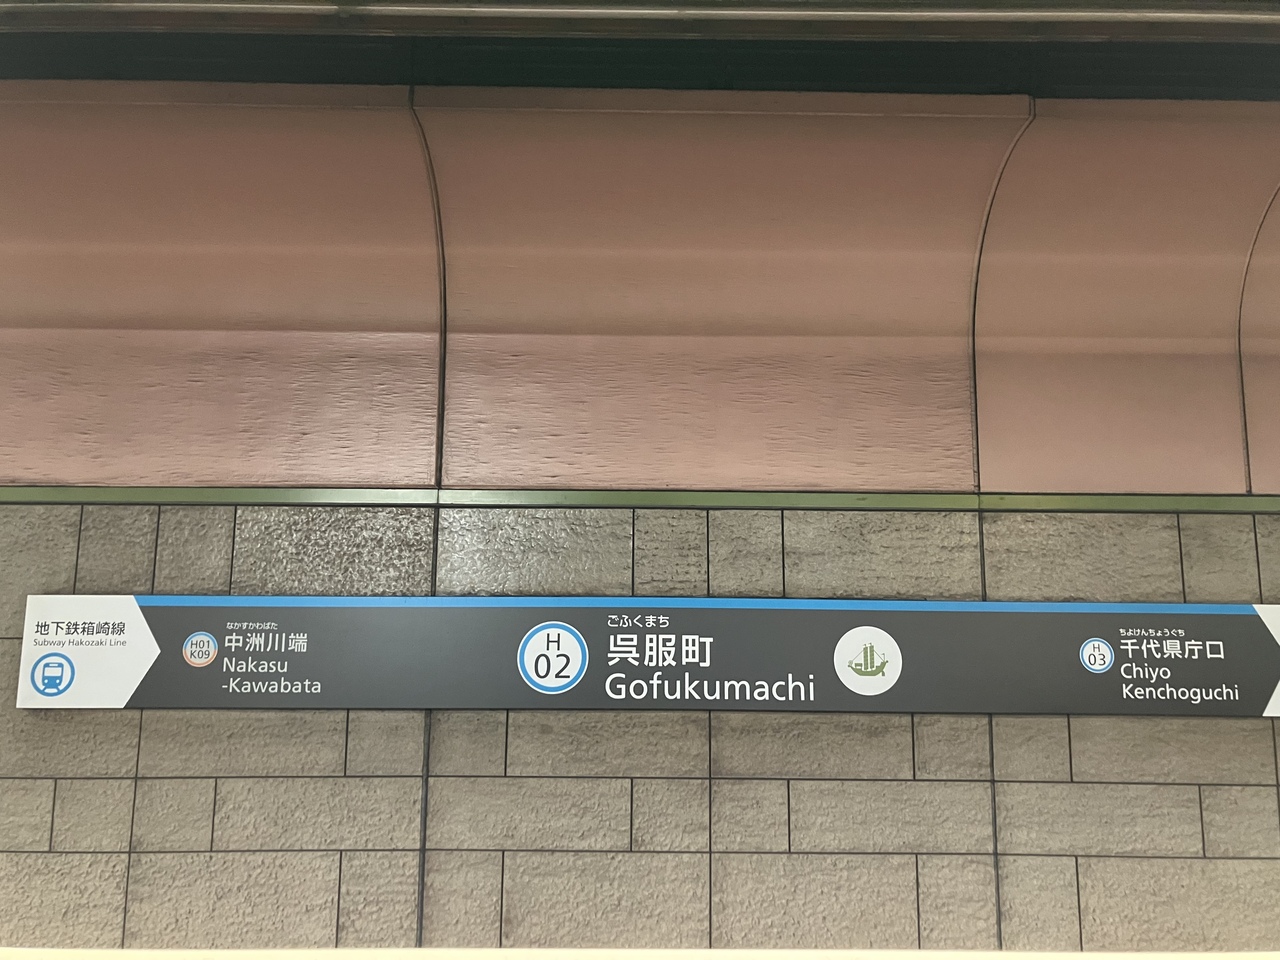 地下鉄箱崎線
Subway Hakozaki Line
H01
K09
なかすかわばた
中洲川端
Nakasu
-Kawabata
H
02
ごふくまち
呉服町
Gofukumachi
H
03
ちよけんちょうぐち
千代県庁口
Chiyo
Kenchoguchi